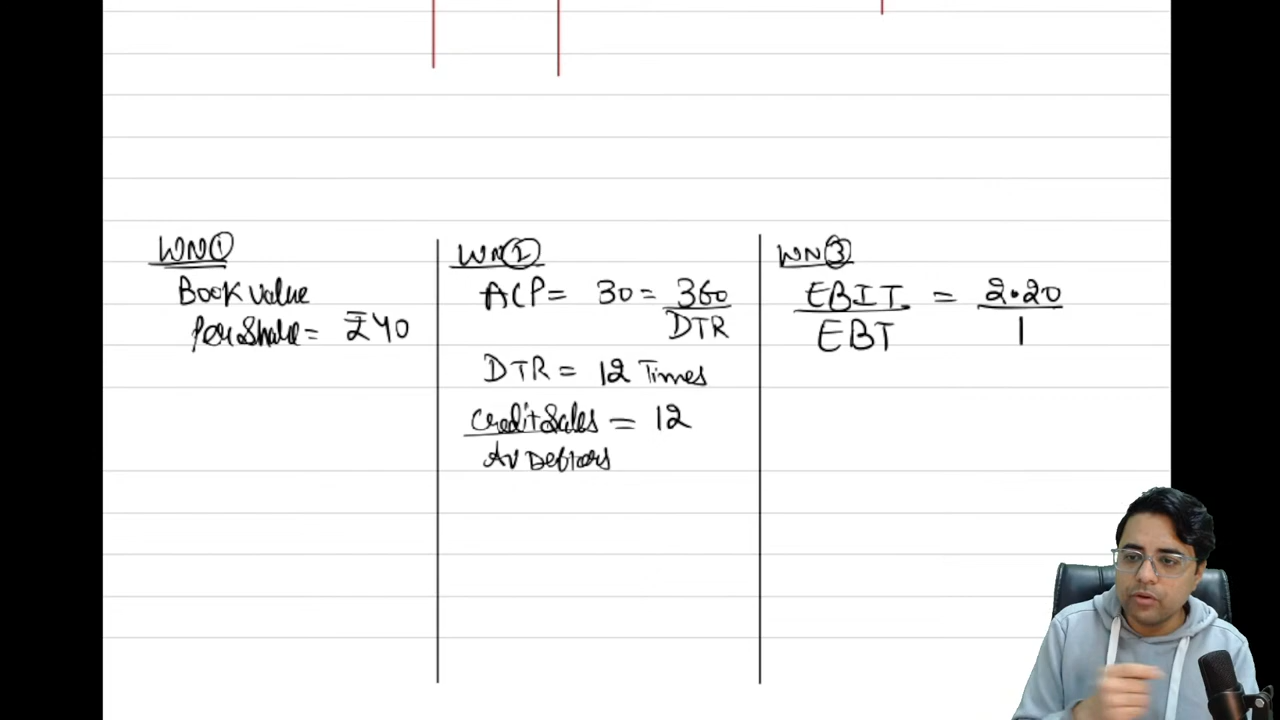 WN①
Book value
Per Share = ₹40
WN②
ACP = 30 = 360
DTR
DTR = 12 Times
Credit Sales = 12
Av Debtors
WN③
EBIT = 2.20
EBT 1